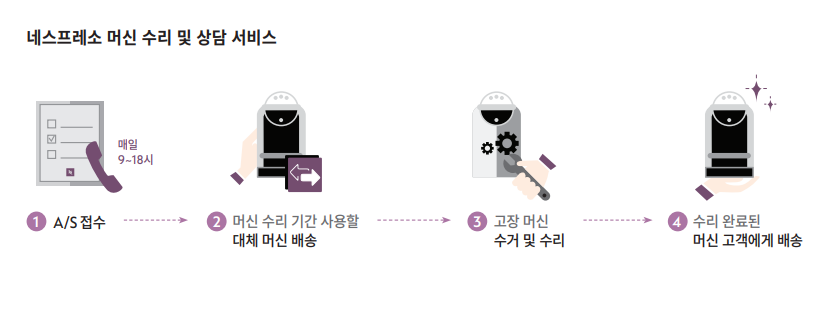 네스프레소 머신 수리 및 상담 서비스
매일
9~18시
1 A/S 접수
2 머신 수리 기간 사용할
대체 머신 배송
3 고장 머신
수거 및 수리
4 수리 완료된
머신 고객에게 배송